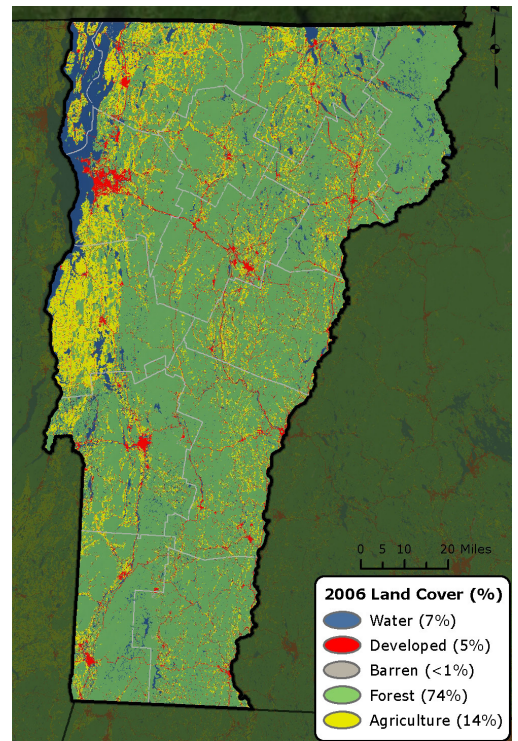 0 5 10 20 Miles
2006 Land Cover (%)
Water (7%)
Developed (5%)
Barren (<1%)
Forest (74%)
Agriculture (14%)